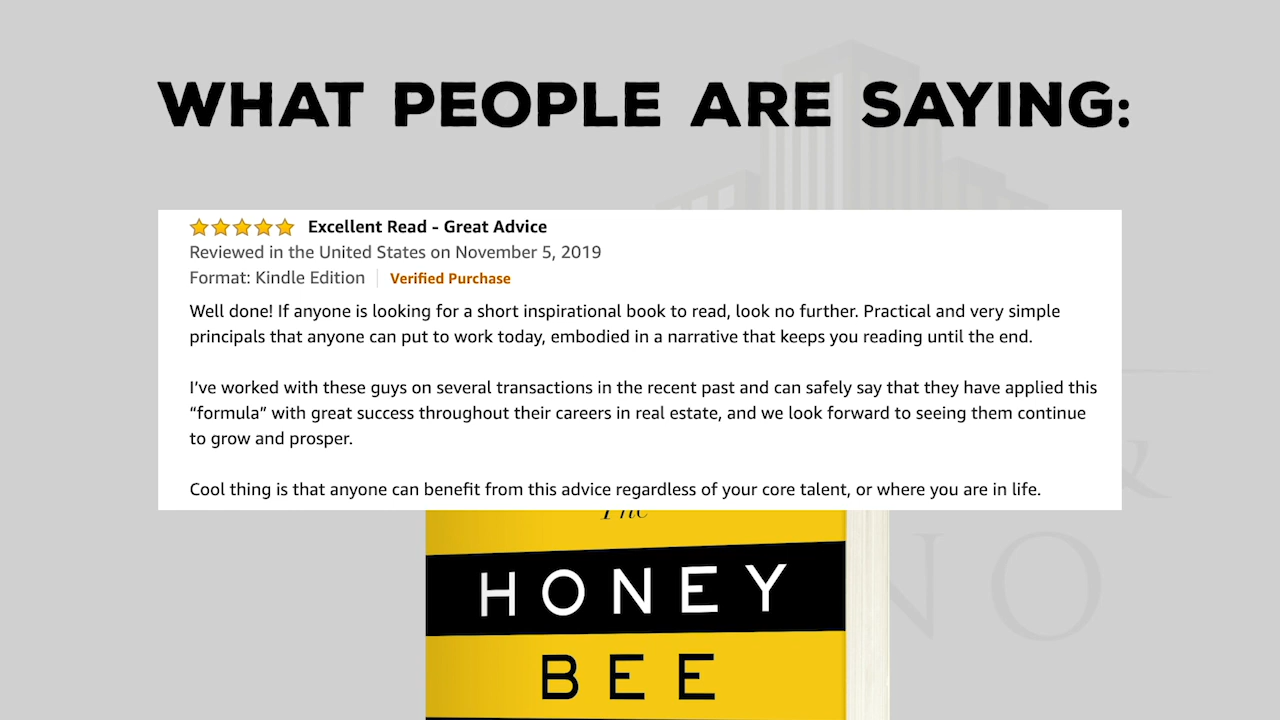 WHAT PEOPLE ARE SAYING:
Excellent Read - Great Advice
Reviewed in the United States on November 5, 2019
Format: Kindle Edition | Verified Purchase
Well done! If anyone is looking for a short inspirational book to read, look no further. Practical and very simple
principals that anyone can put to work today, embodied in a narrative that keeps you reading until the end.
I've worked with these guys on several transactions in the recent past and can safely say that they have applied this
“formula” with great success throughout their careers in real estate, and we look forward to seeing them continue
to grow and prosper.
Cool thing is that anyone can benefit from this advice regardless of your core talent, or where you are in life.
The
HONEY
BEE
&
NO